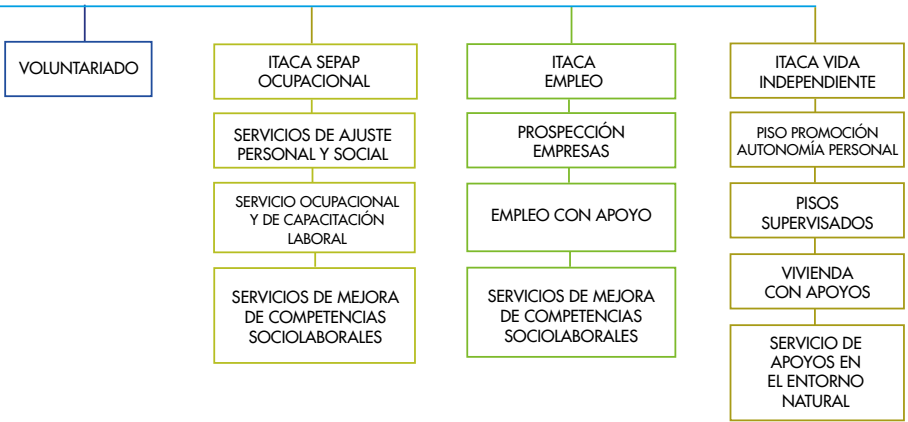 VOLUNTARIADO
ITACA SEPAP
OCUPACIONAL
SERVICIOS DE AJUSTE
PERSONAL Y SOCIAL
SERVICIO OCUPACIONAL
Y DE CAPACITACIÓN
LABORAL
SERVICIOS DE MEJORA
DE COMPETENCIAS
SOCIOLABORALES
ITACA
EMPLEO
PROSPECCIÓN
EMPRESAS
EMPLEO CON APOYO
SERVICIOS DE MEJORA
DE COMPETENCIAS
SOCIOLABORALES
ITACA VIDA
INDEPENDIENTE
PISO PROMOCIÓN
AUTONOMÍA PERSONAL
PISOS
SUPERVISADOS
VIVIENDA
CON APOYOS
SERVICIO DE
APOYOS EN
EL ENTORNO
NATURAL